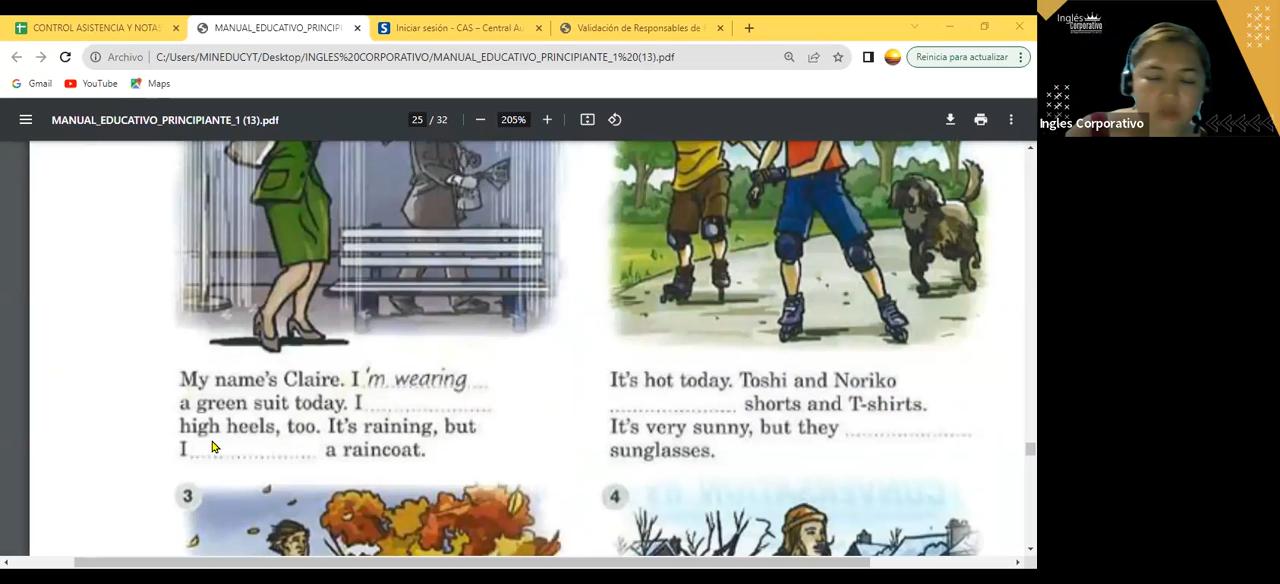 CONTROL ASISTENCIA Y NOTAS
MANUAL_EDUCATIVO_PRINCIPI
Iniciar sesión - CAS – Central Au
Validación de Responsables de
Archivo
C:/Users/MINEDUCYT/Desktop/INGLES%20CORPORATIVO/MANUAL_EDUCATIVO_PRINCIPIANTE_1%20(13).pdf
Reinicia para actualizar
Gmail
YouTube
Maps
MANUAL_EDUCATIVO_PRINCIPIANTE_1 (13).pdf
25 / 32
205%
Inglés
Corporativo
Ingles Corporativo
My name's Claire. I 'm wearing
a green suit today. I
high heels, too. It's raining, but
I a raincoat.
It's hot today. Toshi and Noriko
shorts and T-shirts.
It's very sunny, but they
sunglasses.
3
4